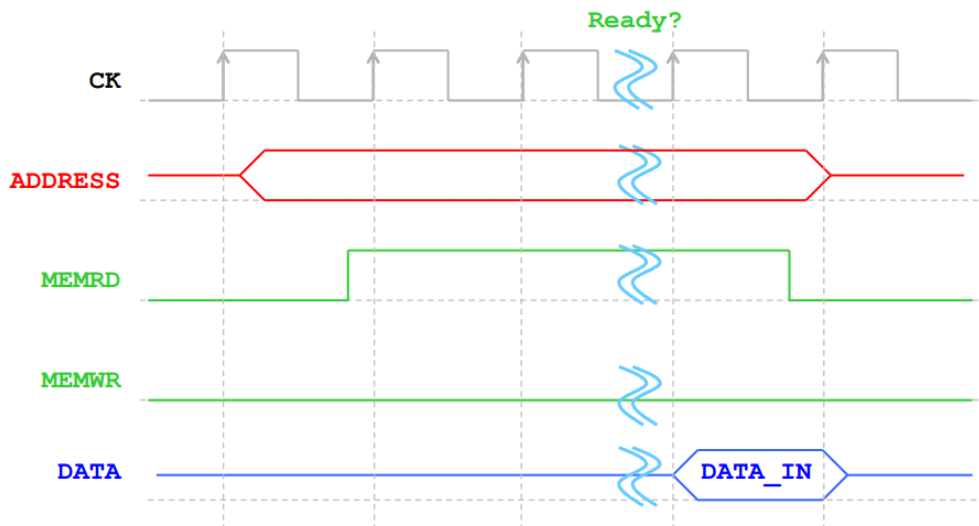 Ready?
CK
ADDRESS
MEMRD
MEMWR
DATA
DATA_IN